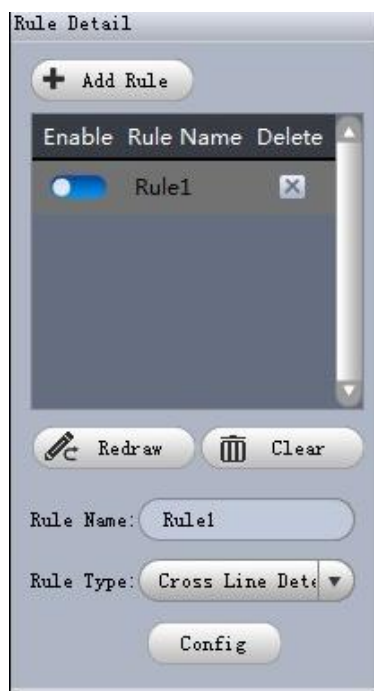 Rule Detail
Add Rule
Enable Rule Name Delete
Rule1
Redraw Clear
Rule Name: Rule1
Rule Type: Cross Line Dete
Config